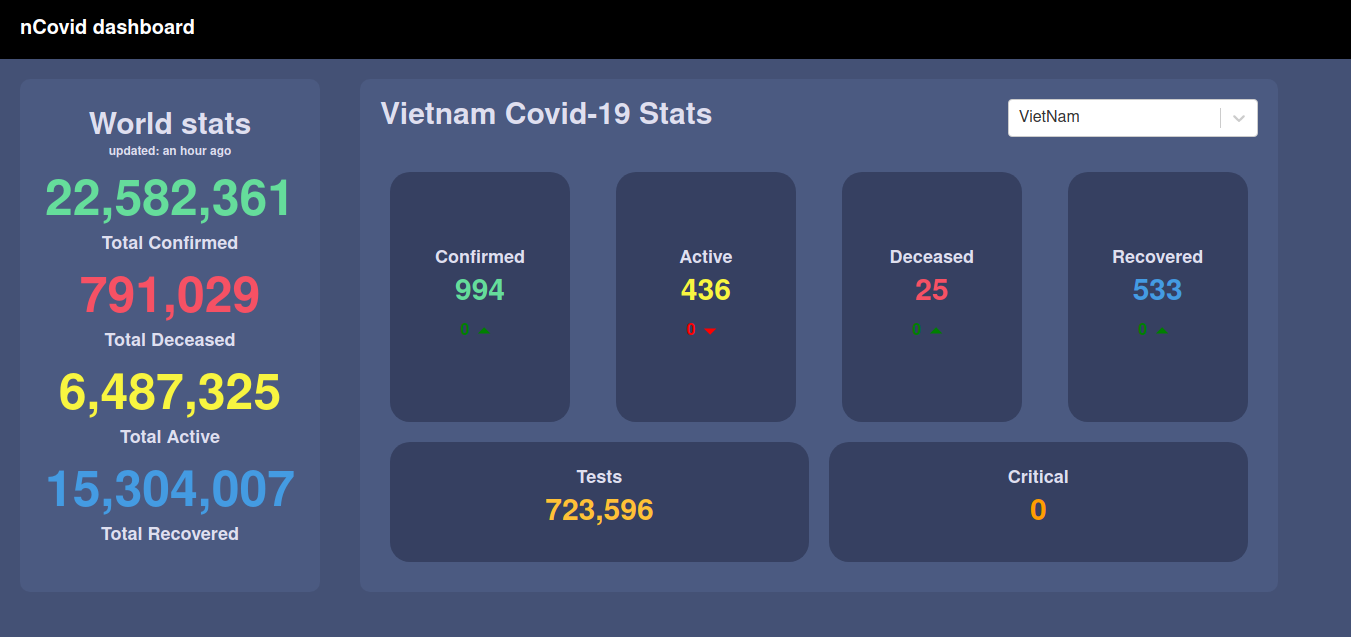 nCovid dashboard
World stats
updated: an hour ago
22,582,361
Total Confirmed
791,029
Total Deceased
6,487,325
Total Active
15,304,007
Total Recovered
Vietnam Covid-19 Stats
VietNam
Confirmed
994
0
Active
436
0
Deceased
25
0
Recovered
533
0
Tests
723,596
Critical
0